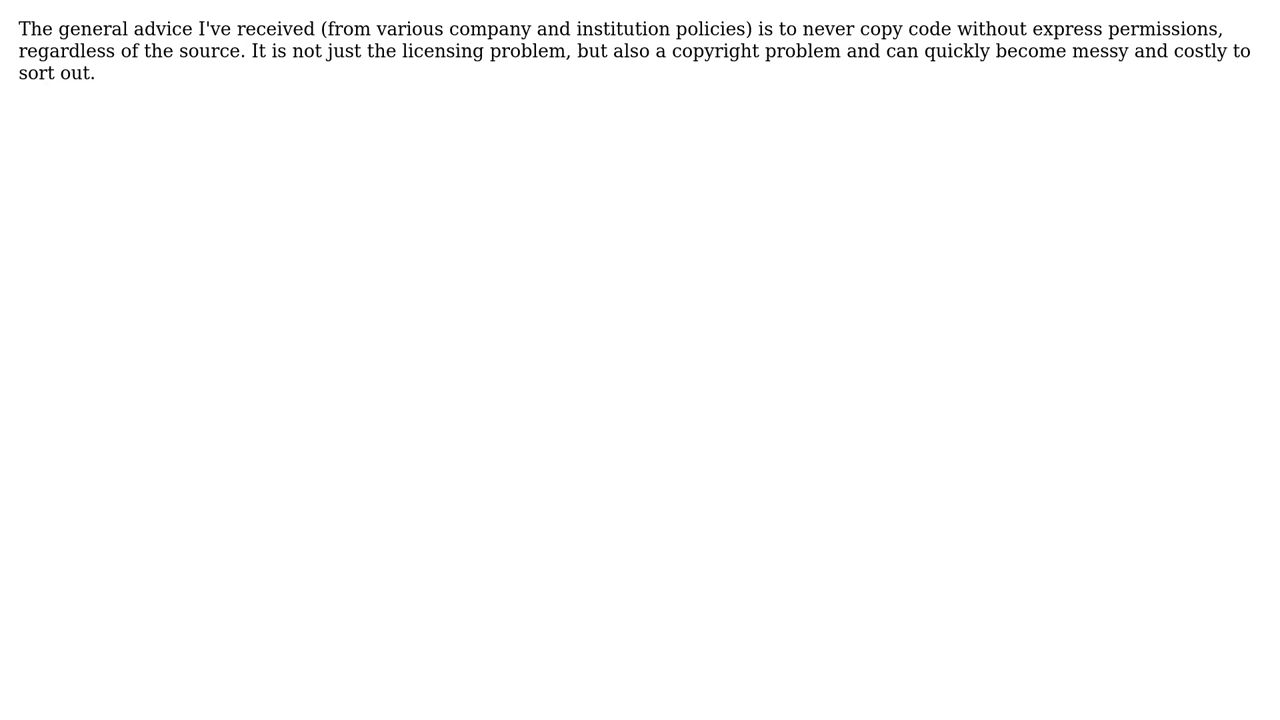 The general advice I've received (from various company and institution policies) is to never copy code without express permissions,
regardless of the source. It is not just the licensing problem, but also a copyright problem and can quickly become messy and costly to
sort out.